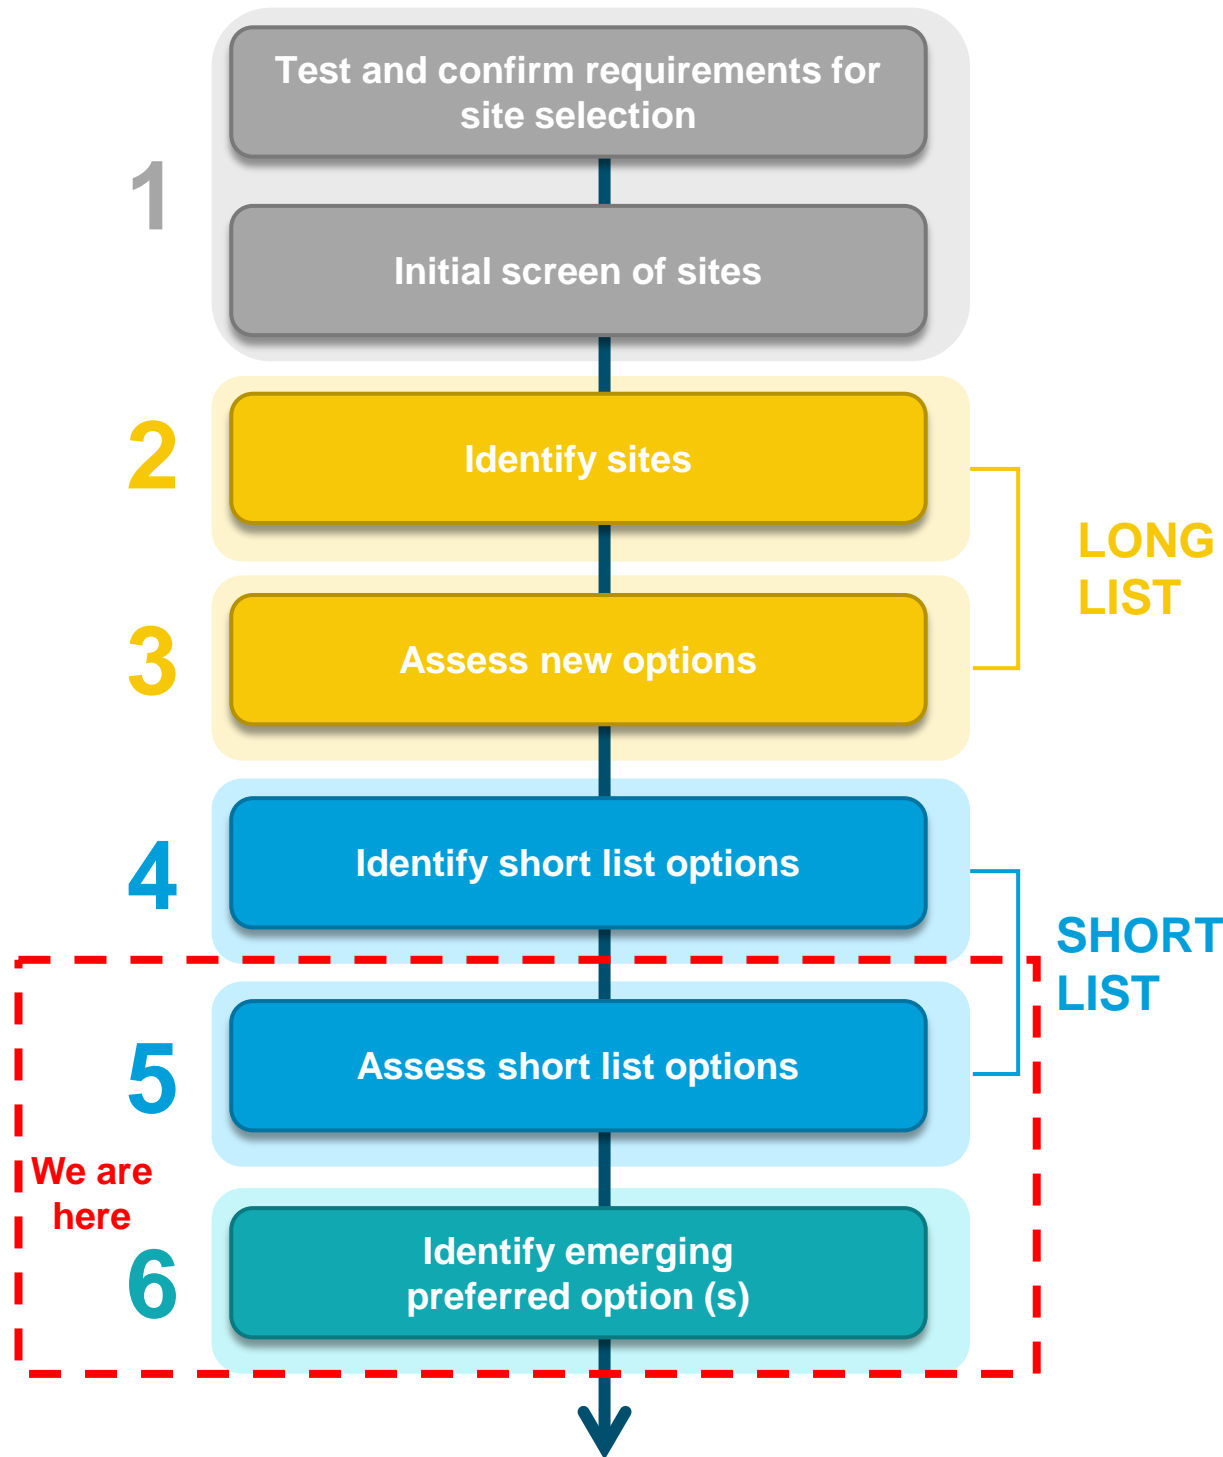 Test and confirm requirements for
site selection
1
Initial screen of sites
2
Identify sites
LONG
LIST
3
Assess new options
4
Identify short list options
SHORT
LIST
5
Assess short list options
We are
here
6
Identify emerging
preferred option (s)